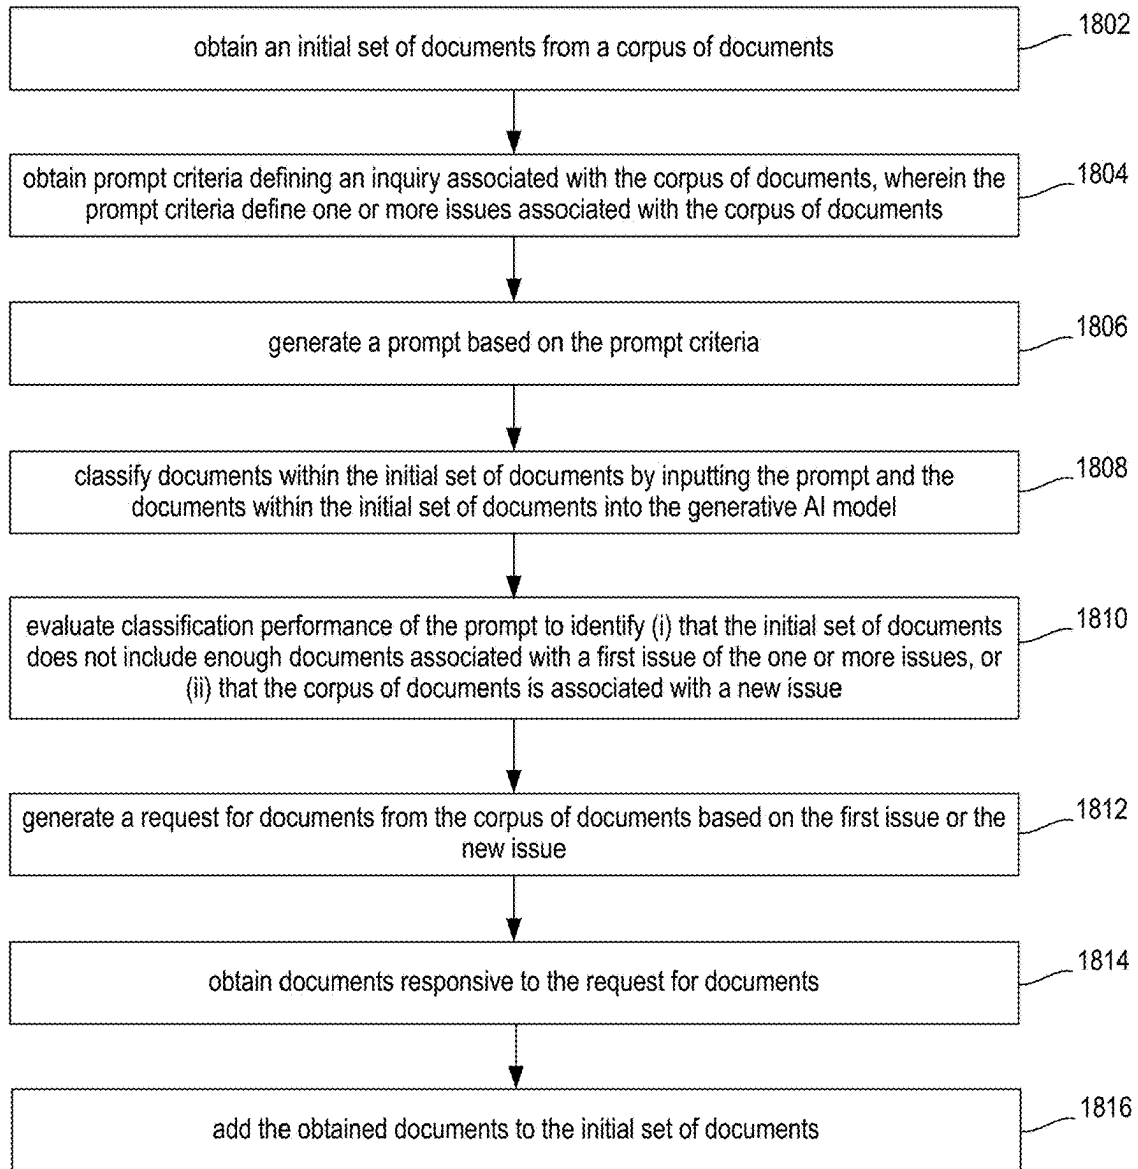 obtain an initial set of documents from a corpus of documents
1802
obtain prompt criteria defining an inquiry associated with the corpus of documents, wherein the
prompt criteria define one or more issues associated with the corpus of documents
1804
generate a prompt based on the prompt criteria
1806
classify documents within the initial set of documents by inputting the prompt and the
documents within the initial set of documents into the generative AI model
1808
evaluate classification performance of the prompt to identify (i) that the initial set of documents
does not include enough documents associated with a first issue of the one or more issues, or
(ii) that the corpus of documents is associated with a new issue
1810
generate a request for documents from the corpus of documents based on the first issue or the
new issue
1812
obtain documents responsive to the request for documents
1814
add the obtained documents to the initial set of documents
1816